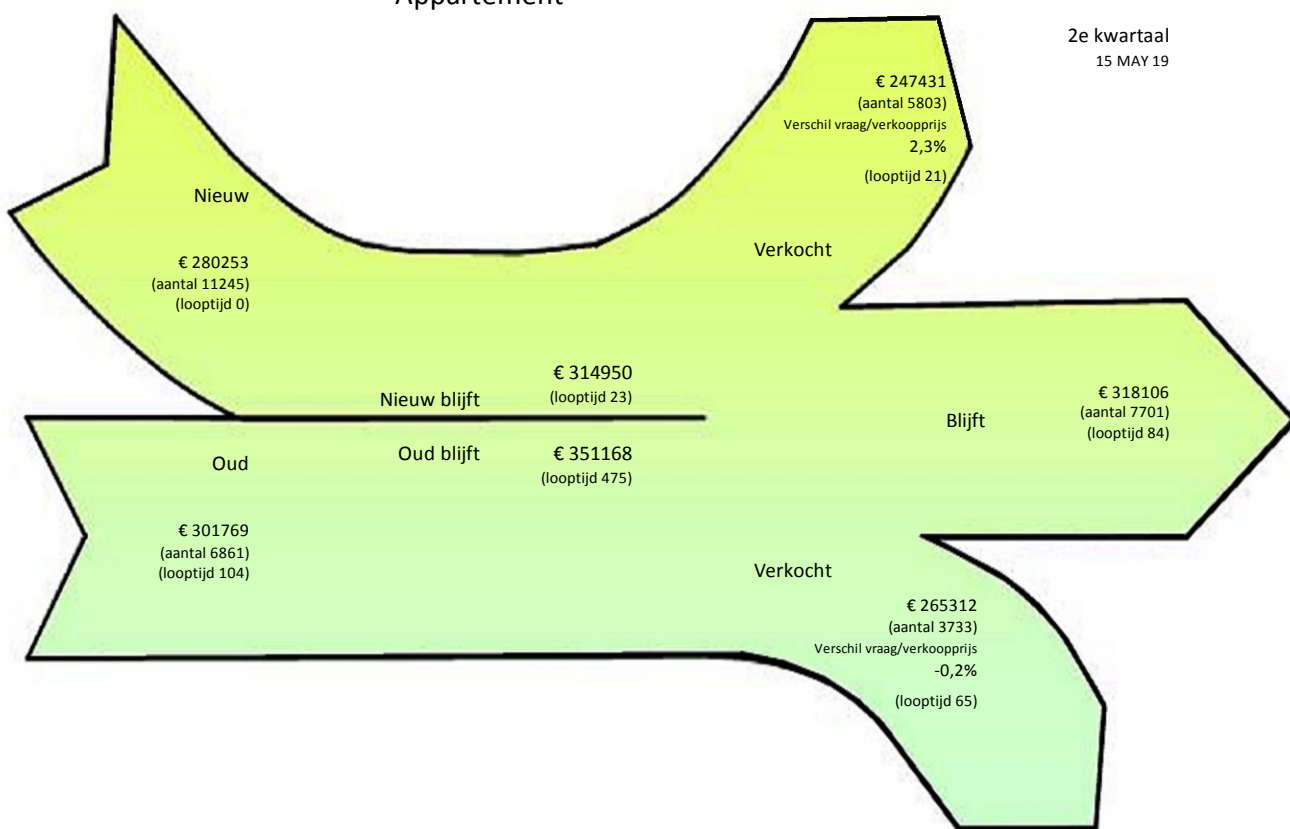 Appartement
2e kwartaal
15 MAY 19
€ 247431
(aantal 5803)
Verschil vraag/verkoopprijs
2,3%
(looptijd 21)
Nieuw
Verkocht
€ 280253
(aantal 11245)
(looptijd 0)
€ 314950
Nieuw blijft
(looptijd 23)
€ 318106
(aantal 7701)
(looptijd 84)
Blijft
Oud blijft
€ 351168
(looptijd 475)
Oud
€ 301769
(aantal 6861)
(looptijd 104)
Verkocht
€ 265312
(aantal 3733)
Verschil vraag/verkoopprijs
-0,2%
(looptijd 65)